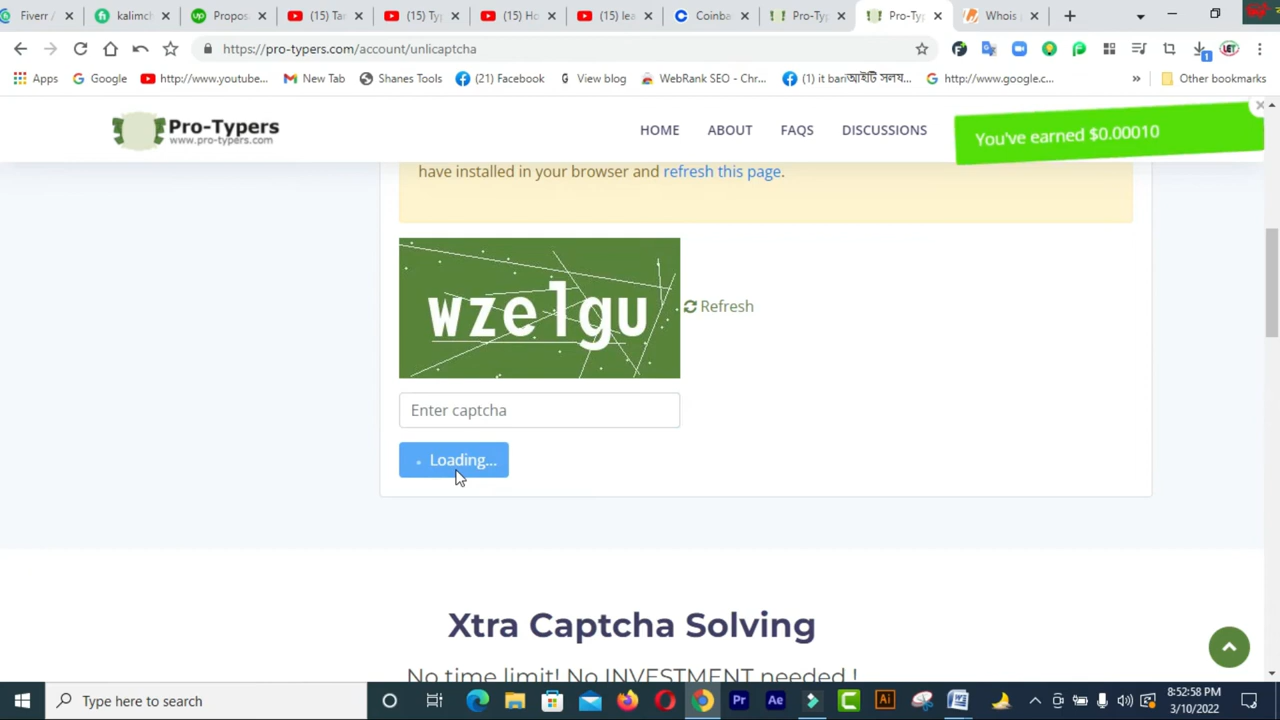 Fiverr /
kalimch
Propos
(15) Tar
(15) Ty
(15) Ho
(15) lea
Coinba
Pro-Ty
Pro-Ty
Whois
https://pro-typers.com/account/unlicaptcha
Apps
Google
http://www.youtube...
New Tab
Shanes Tools
(21) Facebook
View blog
WebRank SEO - Chr...
http://www.google.c...
»
Other bookmarks
Pro-Typers
www.pro-typers.com
HOME
ABOUT
FAQS
DISCUSSIONS
You've earned $0.00010
have installed in your browser and refresh this page.
wzelgu
Refresh
Enter captcha
Loading...
Xtra Captcha Solving
No time limit! No INVESTMENT needed !
Type here to search
8:52:58 PM
3/10/2022